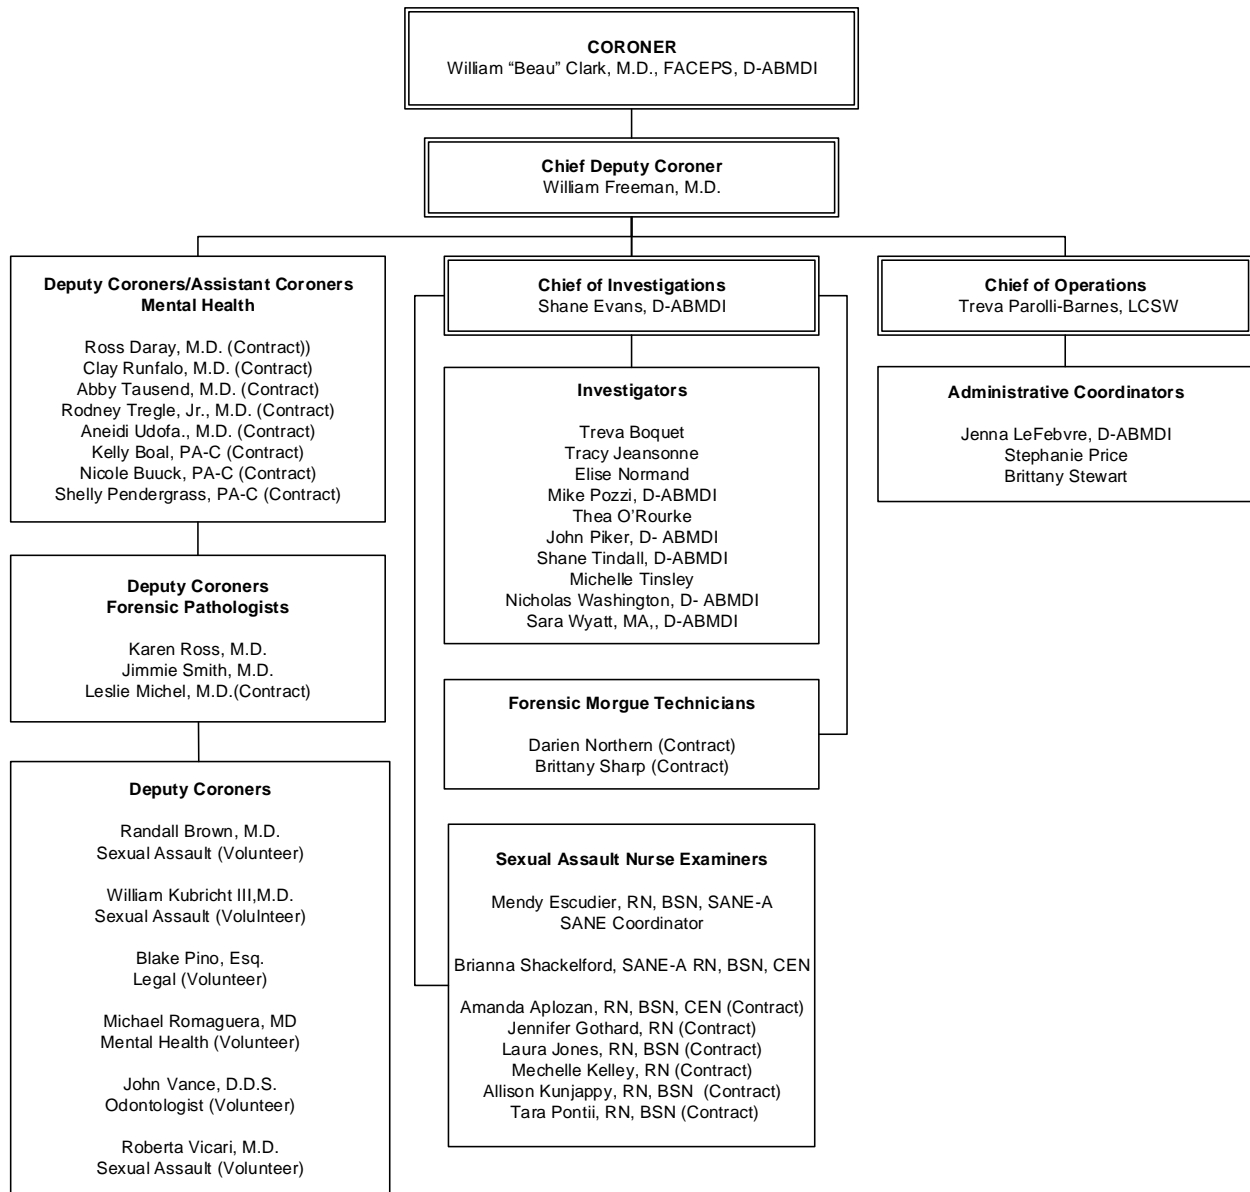 CORONER
William “Beau” Clark, M.D., FACEPS, D-ABMDI
Chief Deputy Coroner
William Freeman, M.D.
Deputy Coroners/Assistant Coroners
Mental Health
Ross Daray, M.D. (Contract))
Clay Runfalo, M.D. (Contract)
Abby Tausend, M.D. (Contract)
Rodney Tregle, Jr., M.D. (Contract)
Aneidi Udofa., M.D. (Contract)
Kelly Boal, PA-C (Contract)
Nicole Buuck, PA-C (Contract)
Shelly Pendergrass, PA-C (Contract)
Deputy Coroners
Forensic Pathologists
Karen Ross, M.D.
Jimmie Smith, M.D.
Leslie Michel, M.D.(Contract)
Deputy Coroners
Randall Brown, M.D.
Sexual Assault (Volunteer)
William Kubricht III,M.D.
Sexual Assault (Volulnteer)
Blake Pino, Esq.
Legal (Volunteer)
Michael Romaguera, MD
Mental Health (Volunteer)
John Vance, D.D.S.
Odontologist (Volunteer)
Roberta Vicari, M.D.
Sexual Assault (Volunteer)
Chief of Investigations
Shane Evans, D-ABMDI
Investigators
Treva Boquet
Tracy Jeansonne
Elise Normand
Mike Pozzi, D-ABMDI
Thea O’Rourke
John Piker, D- ABMDI
Shane Tindall, D-ABMDI
Michelle Tinsley
Nicholas Washington, D- ABMDI
Sara Wyatt, MA,, D-ABMDI
Forensic Morgue Technicians
Darien Northern (Contract)
Brittany Sharp (Contract)
Sexual Assault Nurse Examiners
Mendy Escudier, RN, BSN, SANE-A
SANE Coordinator
Brianna Shackelford, SANE-A RN, BSN, CEN
Amanda Aplozan, RN, BSN, CEN (Contract)
Jennifer Gothard, RN (Contract)
Laura Jones, RN, BSN (Contract)
Mechelle Kelley, RN (Contract)
Allison Kunjappy, RN, BSN  (Contract)
Tara Pontii, RN, BSN (Contract)
Chief of Operations
Treva Parolli-Barnes, LCSW
Administrative Coordinators
Jenna LeFebvre, D-ABMDI
Stephanie Price
Brittany Stewart